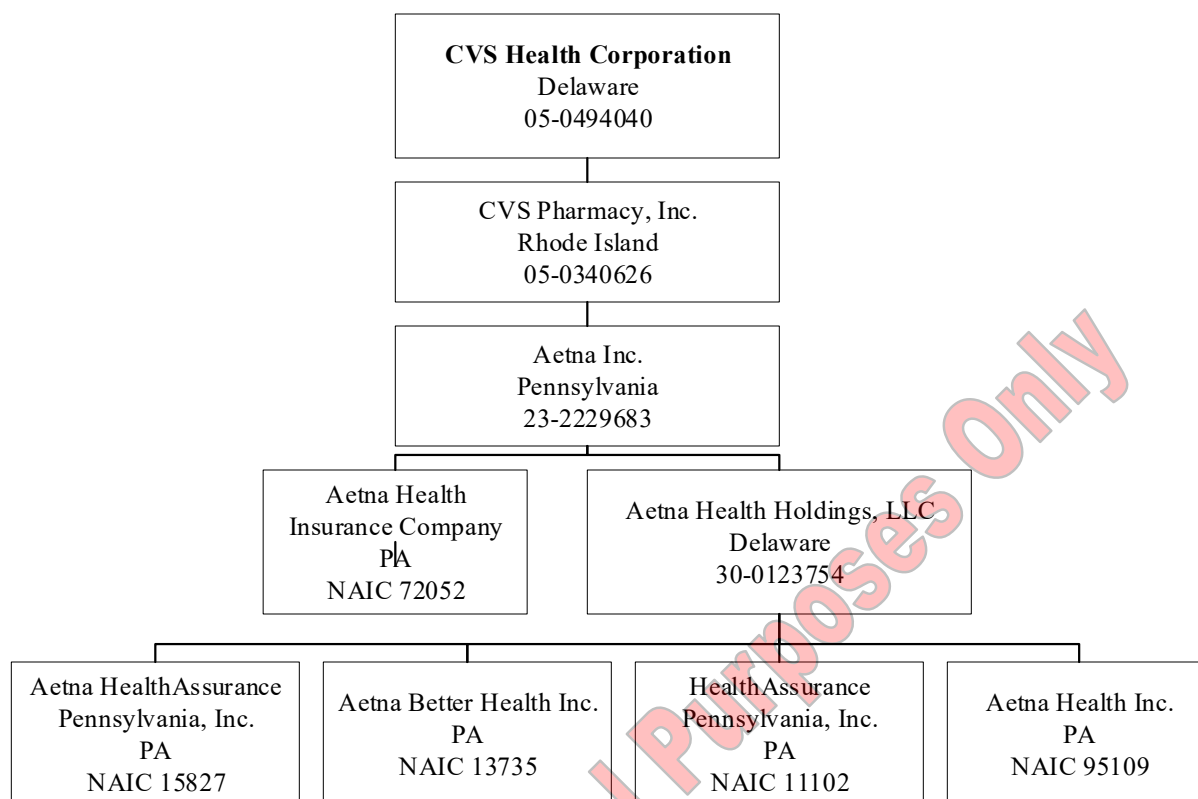 CVS Health Corporation
Delaware
05-0494040
CVS Pharmacy, Inc.
Rhode Island
05-0340626
Aetna Inc.
Pennsylvania
23-2229683
Aetna Health
Insurance Company
PA
NAIC 72052
Aetna Health Holdings, LLC
Delaware
30-0123754
Aetna HealthAssurance
Pennsylvania, Inc.
PA
NAIC 15827
Aetna Better Health Inc.
PA
NAIC 13735
HealthAssurance
Pennsylvania, Inc.
PA
NAIC 11102
Aetna Health Inc.
PA
NAIC 95109
Purposes Only